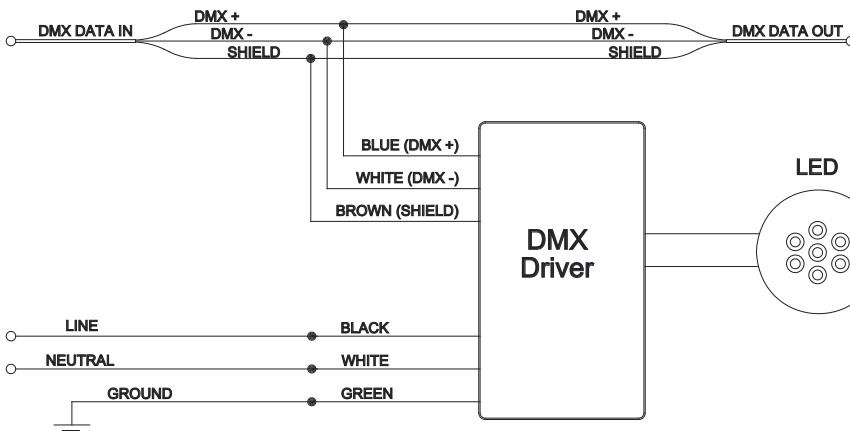 DMX + DMX +
DMX DATA IN DMX - DMX - DMX DATA OUT
SHIELD SHIELD
BLUE (DMX +)
WHITE (DMX -)
BROWN (SHIELD)
LED
DMX
Driver
LINE BLACK
NEUTRAL WHITE
GROUND GREEN